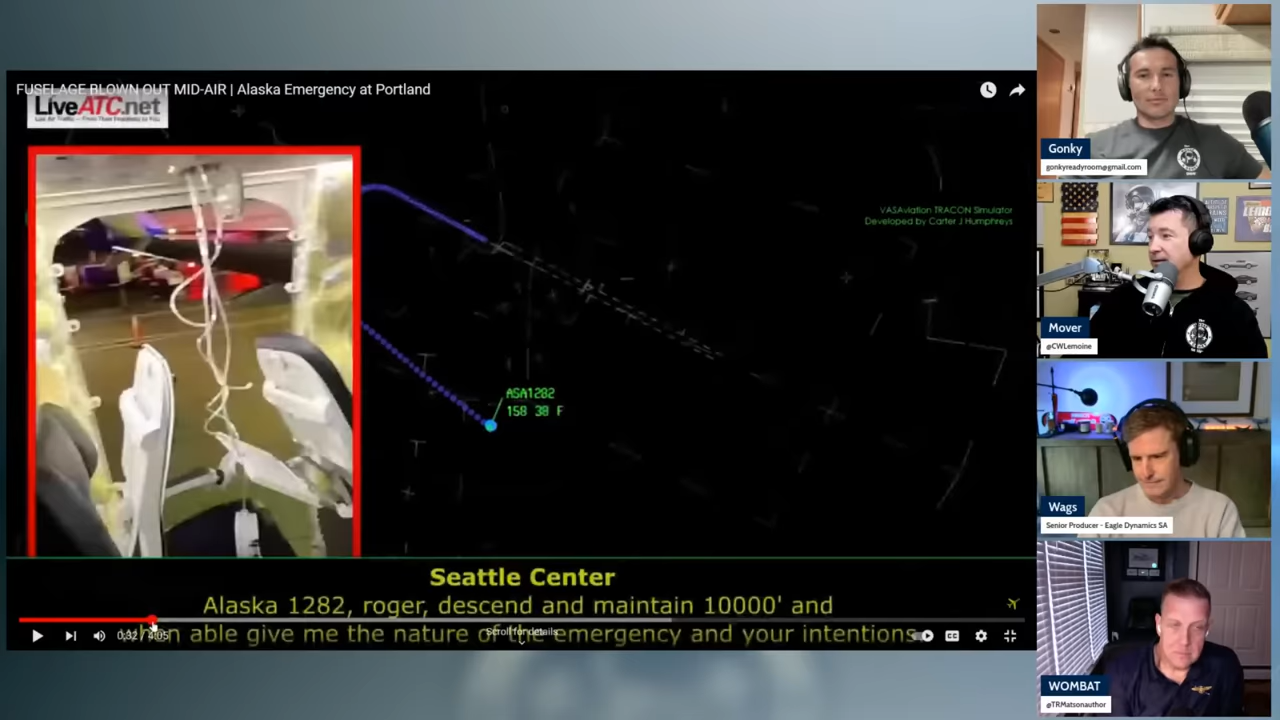 FUSELAGE BLOWN OUT MID-AIR | Alaska Emergency at Portland
LiveATC.net
VASAviation TRACON Simulator
Developed by Carter J Humphreys
ASA1282
158 38 F
Seattle Center
Alaska 1282, roger, descend and maintain 10000' and
when able give me the nature of the emergency and your intentions.
Scroll for details
0:32 / 4:05
CC
Gonky
gonkyreadyroom@gmail.com
Mover
@CWLemoine
Wags
Senior Producer - Eagle Dynamics SA
WOMBAT
@TRMatsonauthor